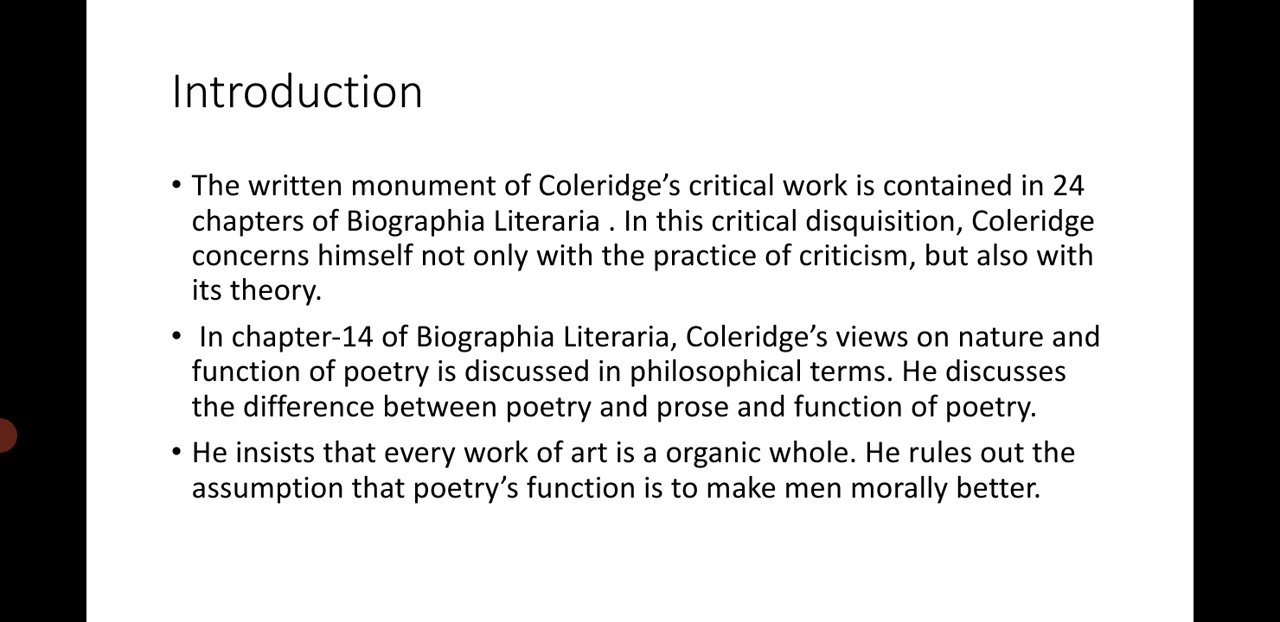 Introduction
• The written monument of Coleridge’s critical work is contained in 24
chapters of Biographia Literaria . In this critical disquisition, Coleridge
concerns himself not only with the practice of criticism, but also with
its theory.
• In chapter-14 of Biographia Literaria, Coleridge’s views on nature and
function of poetry is discussed in philosophical terms. He discusses
the difference between poetry and prose and function of poetry.
• He insists that every work of art is a organic whole. He rules out the
assumption that poetry’s function is to make men morally better.